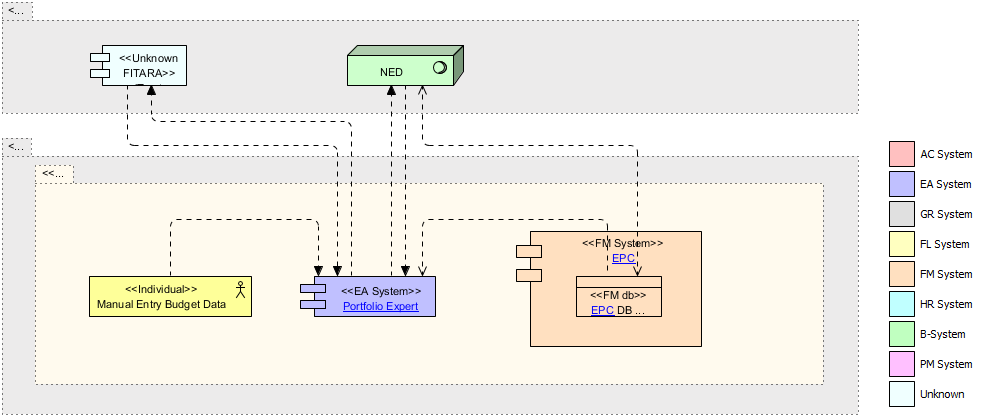 <...
<<Unknown
FITARA>>
NED
<...
<<...
<<Individual>>
Manual Entry Budget Data
<<EA System>>
Portfolio Expert
<<FM System>>
EPC
<<FM db>>
EPC DB ...
AC System
EA System
GR System
FL System
FM System
HR System
B-System
PM System
Unknown